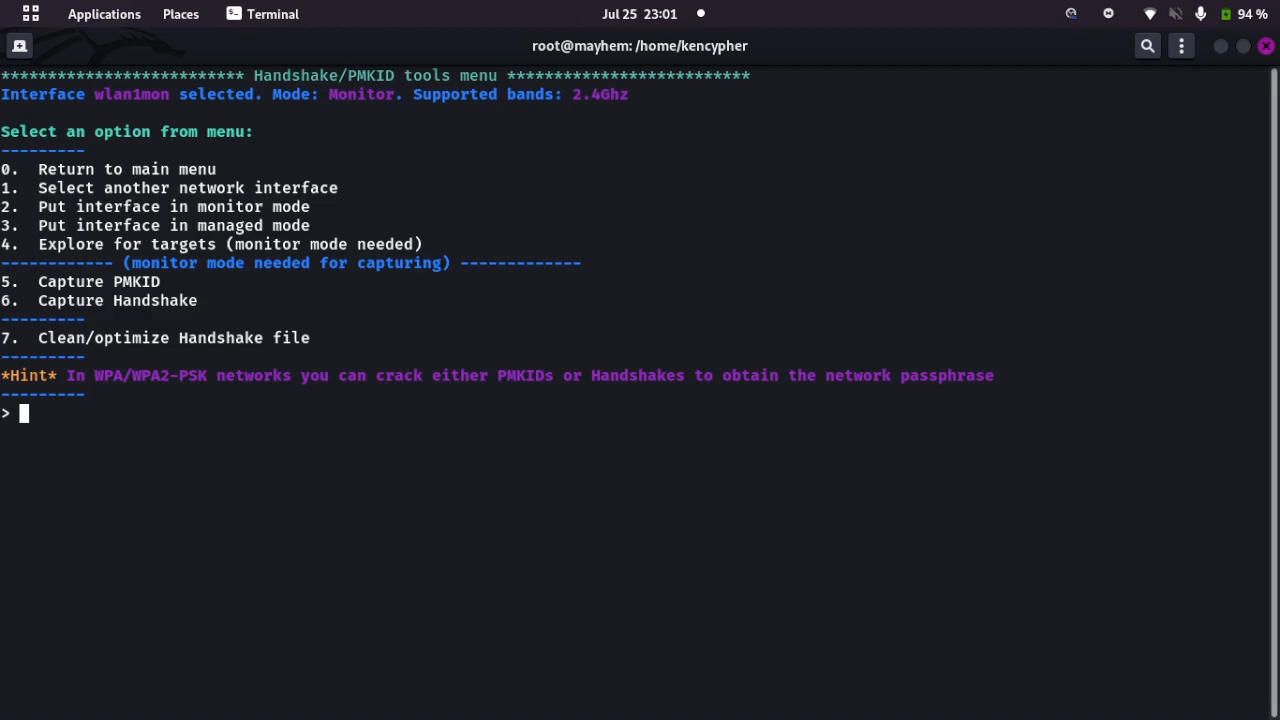 Applications Places Terminal Jul 25 23:01 94 %
root@mayhem: /home/kencypher
************************** Handshake/PMKID tools menu **************************
Interface wlan1mon selected. Mode: Monitor. Supported bands: 2.4Ghz
Select an option from menu:
---------
0. Return to main menu
1. Select another network interface
2. Put interface in monitor mode
3. Put interface in managed mode
4. Explore for targets (monitor mode needed)
------------ (monitor mode needed for capturing) -------------
5. Capture PMKID
6. Capture Handshake
---------
7. Clean/optimize Handshake file
---------
*Hint* In WPA/WPA2-PSK networks you can crack either PMKIDs or Handshakes to obtain the network passphrase
---------
>